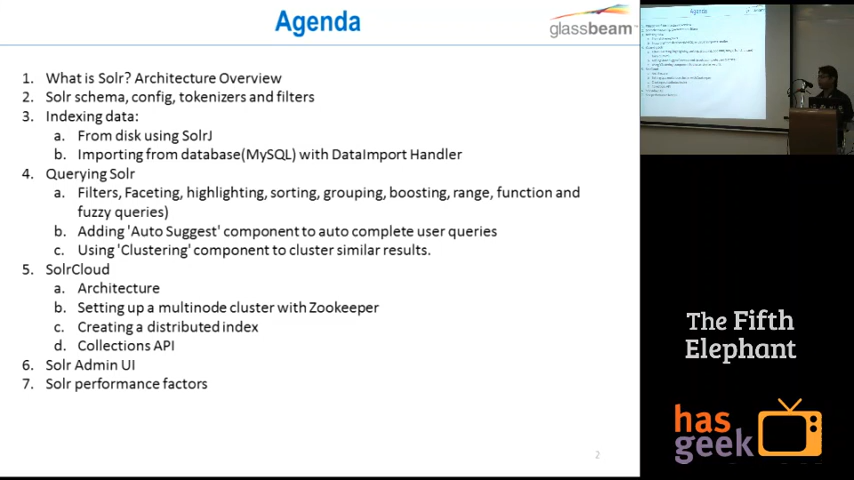 Agenda
glassbeam
1. What is Solr? Architecture Overview
2. Solr schema, config, tokenizers and filters
3. Indexing data:
a. From disk using SolrJ
b. Importing from database(MySQL) with DataImport Handler
4. Querying Solr
a. Filters, Faceting, highlighting, sorting, grouping, boosting, range, function and
fuzzy queries)
b. Adding 'Auto Suggest' component to auto complete user queries
c. Using 'Clustering' component to cluster similar results.
5. SolrCloud
a. Architecture
b. Setting up a multinode cluster with Zookeeper
c. Creating a distributed index
d. Collections API
6. Solr Admin UI
7. Solr performance factors
2
Agenda
The Fifth
Elephant
has
geek